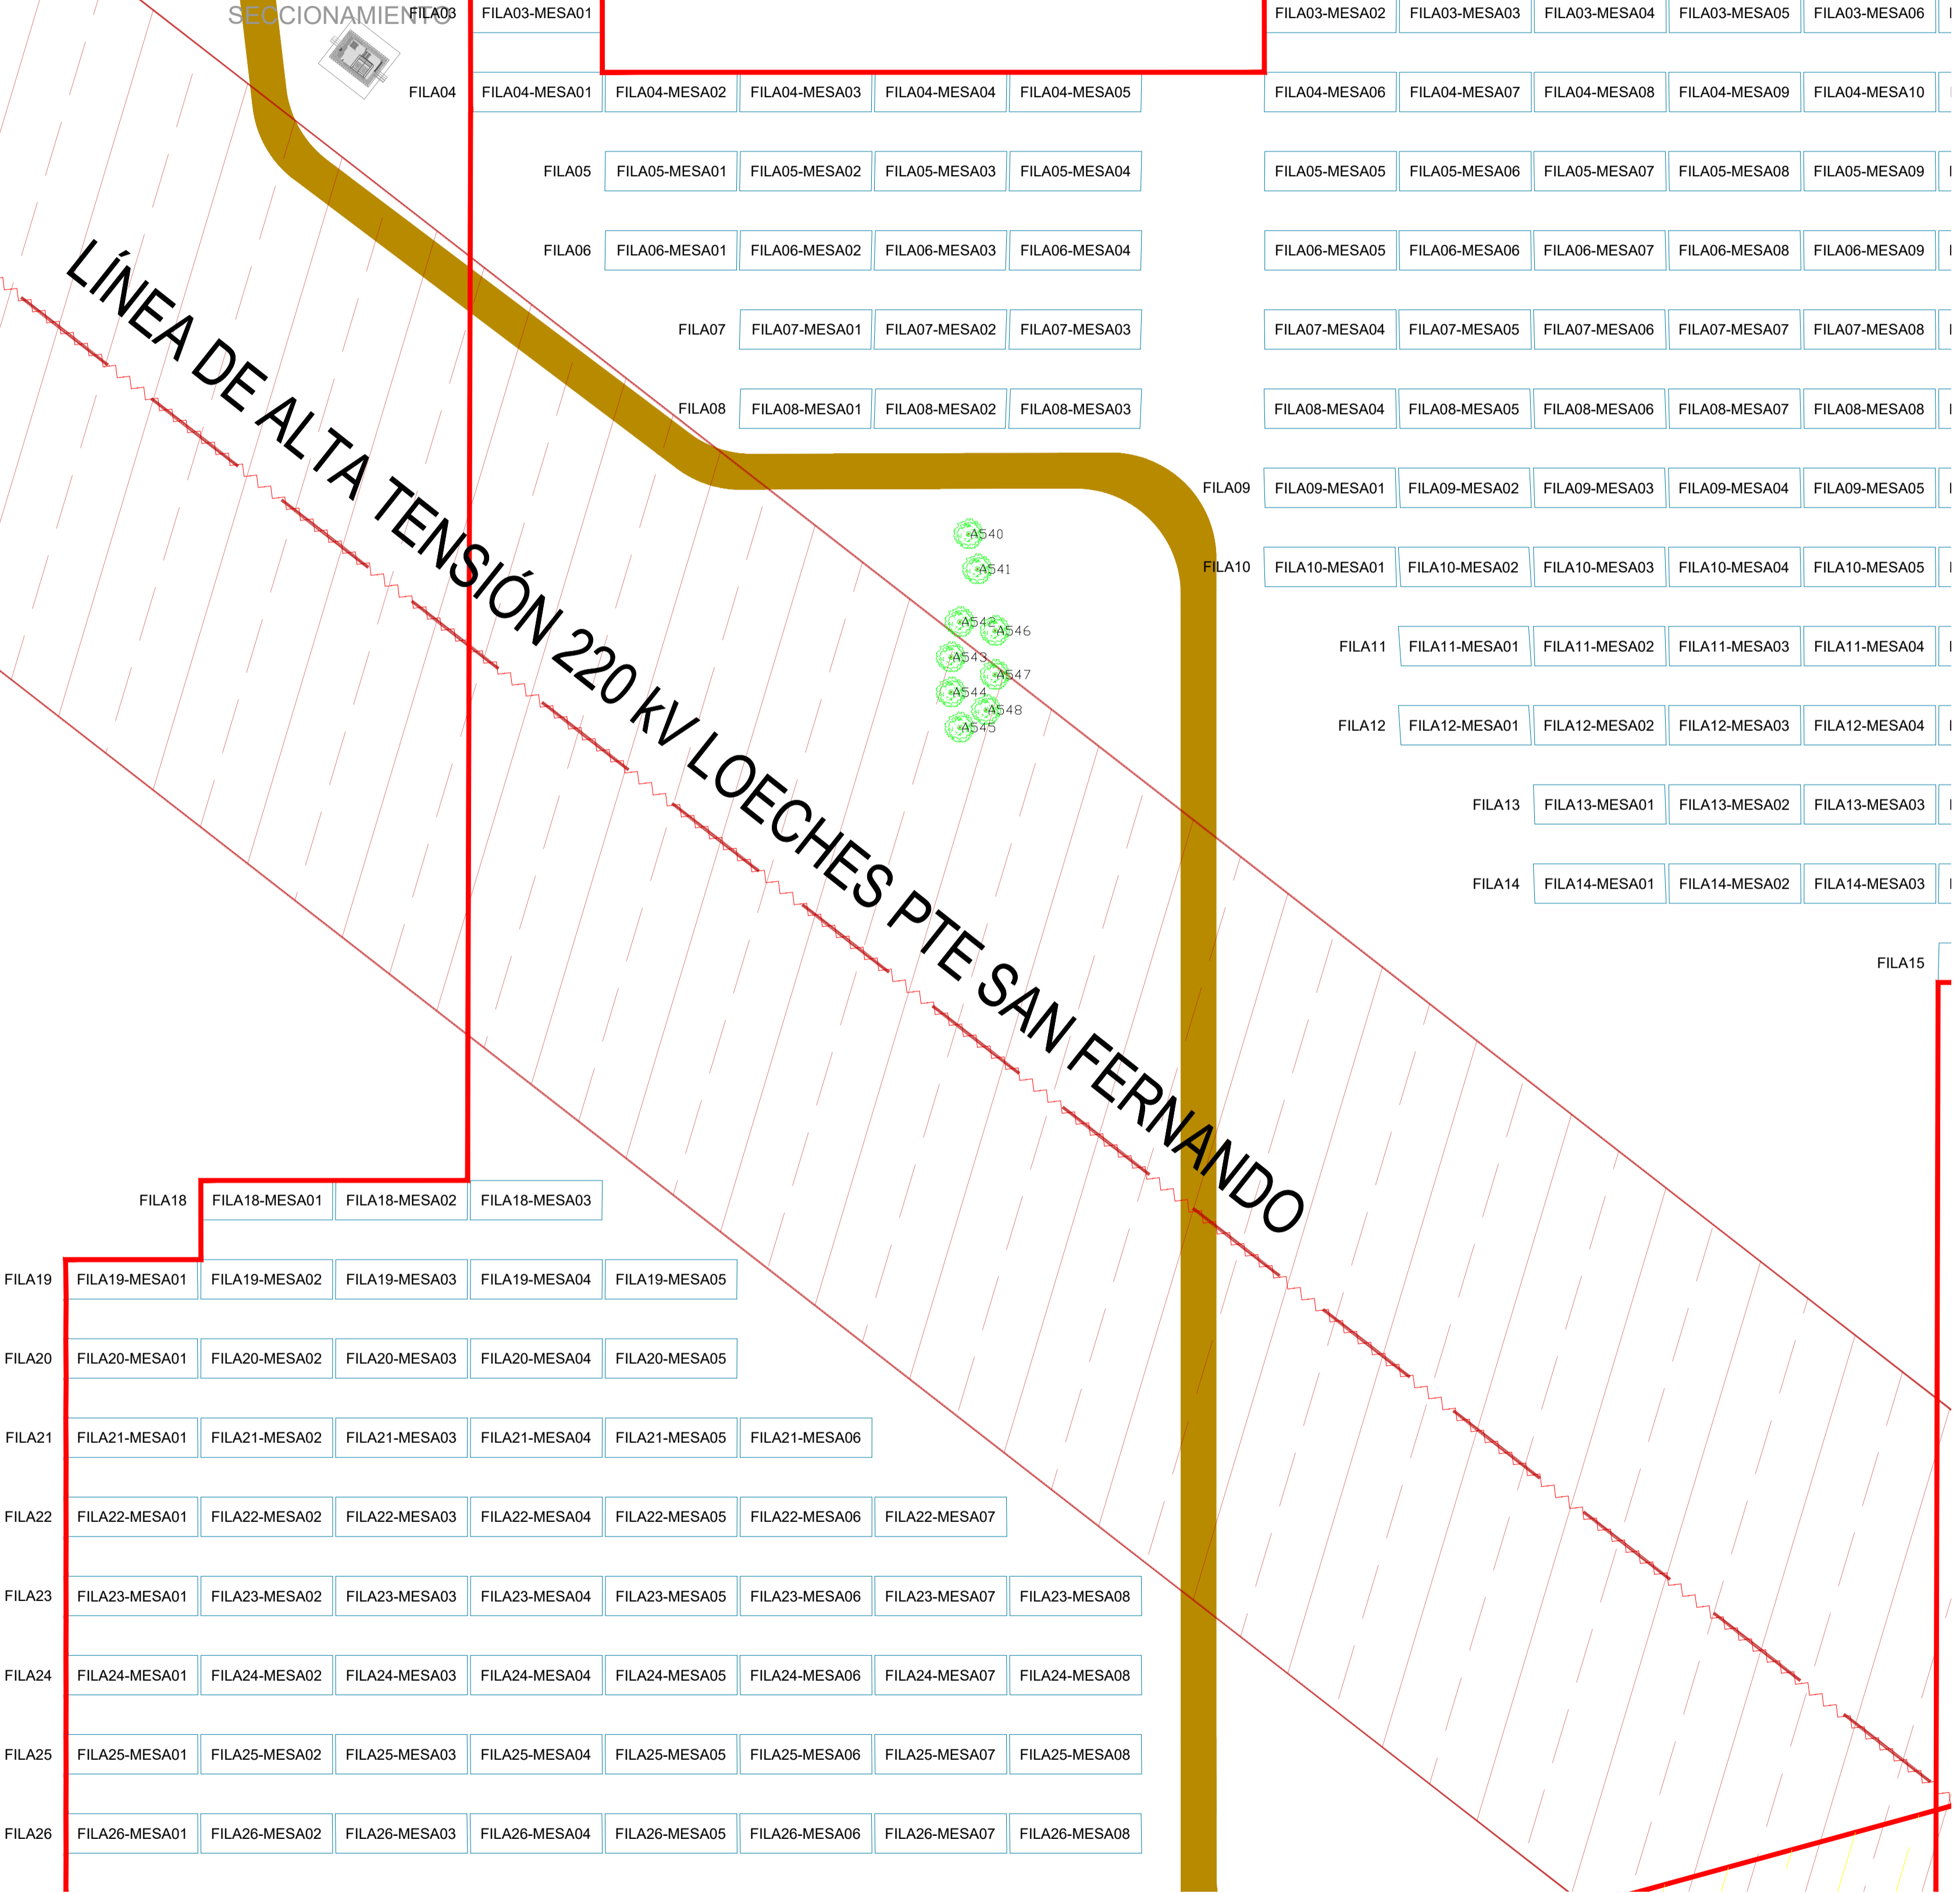 SECCIONAMIENTO
FILA03 FILA03-MESA01 FILA03-MESA02 FILA03-MESA03 FILA03-MESA04 FILA03-MESA05 FILA03-MESA06
FILA04 FILA04-MESA01 FILA04-MESA02 FILA04-MESA03 FILA04-MESA04 FILA04-MESA05 FILA04-MESA06 FILA04-MESA07 FILA04-MESA08 FILA04-MESA09 FILA04-MESA10
FILA05 FILA05-MESA01 FILA05-MESA02 FILA05-MESA03 FILA05-MESA04 FILA05-MESA05 FILA05-MESA06 FILA05-MESA07 FILA05-MESA08 FILA05-MESA09
FILA06 FILA06-MESA01 FILA06-MESA02 FILA06-MESA03 FILA06-MESA04 FILA06-MESA05 FILA06-MESA06 FILA06-MESA07 FILA06-MESA08 FILA06-MESA09
FILA07 FILA07-MESA01 FILA07-MESA02 FILA07-MESA03 FILA07-MESA04 FILA07-MESA05 FILA07-MESA06 FILA07-MESA07 FILA07-MESA08
FILA08 FILA08-MESA01 FILA08-MESA02 FILA08-MESA03 FILA08-MESA04 FILA08-MESA05 FILA08-MESA06 FILA08-MESA07 FILA08-MESA08
FILA09 FILA09-MESA01 FILA09-MESA02 FILA09-MESA03 FILA09-MESA04 FILA09-MESA05
LÍNEA DE ALTA TENSIÓN 220 kV LOECHES PTE SAN FERNANDO
A540
A541
A542
A546
A543
A547
A544
A548
A545
FILA10 FILA10-MESA01 FILA10-MESA02 FILA10-MESA03 FILA10-MESA04 FILA10-MESA05
FILA11 FILA11-MESA01 FILA11-MESA02 FILA11-MESA03 FILA11-MESA04
FILA12 FILA12-MESA01 FILA12-MESA02 FILA12-MESA03 FILA12-MESA04
FILA13 FILA13-MESA01 FILA13-MESA02 FILA13-MESA03
FILA14 FILA14-MESA01 FILA14-MESA02 FILA14-MESA03
FILA15
FILA18 FILA18-MESA01 FILA18-MESA02 FILA18-MESA03
FILA19 FILA19-MESA01 FILA19-MESA02 FILA19-MESA03 FILA19-MESA04 FILA19-MESA05
FILA20 FILA20-MESA01 FILA20-MESA02 FILA20-MESA03 FILA20-MESA04 FILA20-MESA05
FILA21 FILA21-MESA01 FILA21-MESA02 FILA21-MESA03 FILA21-MESA04 FILA21-MESA05 FILA21-MESA06
FILA22 FILA22-MESA01 FILA22-MESA02 FILA22-MESA03 FILA22-MESA04 FILA22-MESA05 FILA22-MESA06 FILA22-MESA07
FILA23 FILA23-MESA01 FILA23-MESA02 FILA23-MESA03 FILA23-MESA04 FILA23-MESA05 FILA23-MESA06 FILA23-MESA07 FILA23-MESA08
FILA24 FILA24-MESA01 FILA24-MESA02 FILA24-MESA03 FILA24-MESA04 FILA24-MESA05 FILA24-MESA06 FILA24-MESA07 FILA24-MESA08
FILA25 FILA25-MESA01 FILA25-MESA02 FILA25-MESA03 FILA25-MESA04 FILA25-MESA05 FILA25-MESA06 FILA25-MESA07 FILA25-MESA08
FILA26 FILA26-MESA01 FILA26-MESA02 FILA26-MESA03 FILA26-MESA04 FILA26-MESA05 FILA26-MESA06 FILA26-MESA07 FILA26-MESA08